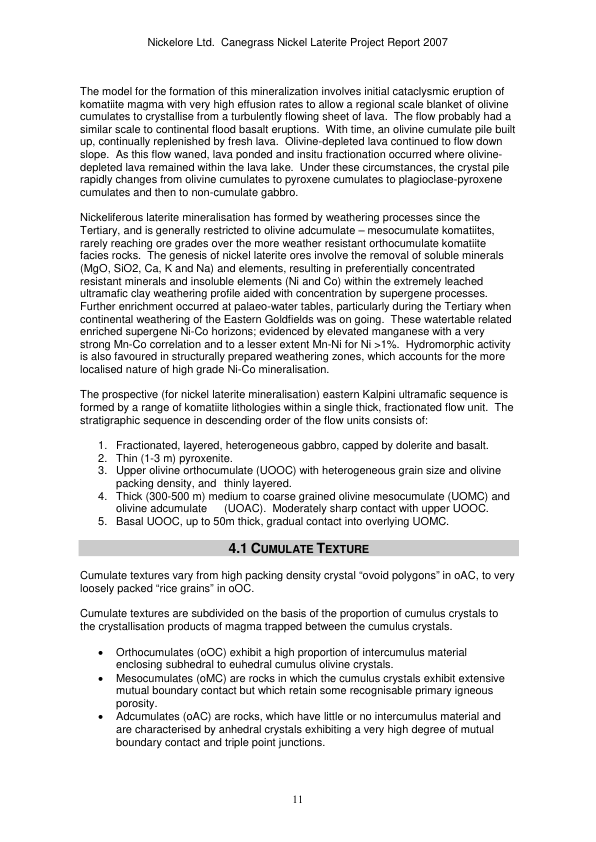 Nickelore Ltd.  Canegrass Nickel Laterite Project Report 2007
The model for the formation of this mineralization involves initial cataclysmic eruption of
komatiite magma with very high effusion rates to allow a regional scale blanket of olivine
cumulates to crystallise from a turbulently flowing sheet of lava.  The flow probably had a
similar scale to continental flood basalt eruptions.  With time, an olivine cumulate pile built
up, continually replenished by fresh lava.  Olivine-depleted lava continued to flow down
slope.  As this flow waned, lava ponded and insitu fractionation occurred where olivine-
depleted lava remained within the lava lake.  Under these circumstances, the crystal pile
rapidly changes from olivine cumulates to pyroxene cumulates to plagioclase-pyroxene
cumulates and then to non-cumulate gabbro.
Nickeliferous laterite mineralisation has formed by weathering processes since the
Tertiary, and is generally restricted to olivine adcumulate – mesocumulate komatiites,
rarely reaching ore grades over the more weather resistant orthocumulate komatiite
facies rocks.  The genesis of nickel laterite ores involve the removal of soluble minerals
(MgO, SiO2, Ca, K and Na) and elements, resulting in preferentially concentrated
resistant minerals and insoluble elements (Ni and Co) within the extremely leached
ultramafic clay weathering profile aided with concentration by supergene processes.
Further enrichment occurred at palaeo-water tables, particularly during the Tertiary when
continental weathering of the Eastern Goldfields was on going.  These watertable related
enriched supergene Ni-Co horizons; evidenced by elevated manganese with a very
strong Mn-Co correlation and to a lesser extent Mn-Ni for Ni >1%.  Hydromorphic activity
is also favoured in structurally prepared weathering zones, which accounts for the more
localised nature of high grade Ni-Co mineralisation.
The prospective (for nickel laterite mineralisation) eastern Kalpini ultramafic sequence is
formed by a range of komatiite lithologies within a single thick, fractionated flow unit.  The
stratigraphic sequence in descending order of the flow units consists of:
1. Fractionated, layered, heterogeneous gabbro, capped by dolerite and basalt.
2. Thin (1-3 m) pyroxenite.
3. Upper olivine orthocumulate (UOOC) with heterogeneous grain size and olivine
packing density, and  thinly layered.
4. Thick (300-500 m) medium to coarse grained olivine mesocumulate (UOMC) and
olivine adcumulate    (UOAC).  Moderately sharp contact with upper UOOC.
5. Basal UOOC, up to 50m thick, gradual contact into overlying UOMC.
4.1 CUMULATE TEXTURE
Cumulate textures vary from high packing density crystal “ovoid polygons” in oAC, to very
loosely packed “rice grains” in oOC.
Cumulate textures are subdivided on the basis of the proportion of cumulus crystals to
the crystallisation products of magma trapped between the cumulus crystals.
• Orthocumulates (oOC) exhibit a high proportion of intercumulus material
enclosing subhedral to euhedral cumulus olivine crystals.
• Mesocumulates (oMC) are rocks in which the cumulus crystals exhibit extensive
mutual boundary contact but which retain some recognisable primary igneous
porosity.
• Adcumulates (oAC) are rocks, which have little or no intercumulus material and
are characterised by anhedral crystals exhibiting a very high degree of mutual
boundary contact and triple point junctions.
11